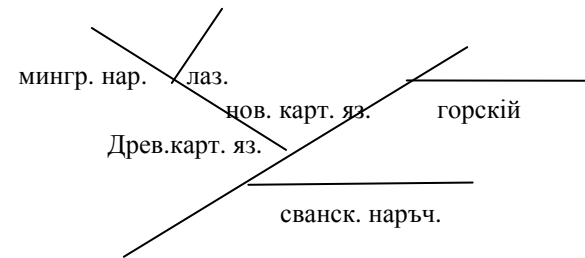 мингр. нар. лаз.
нов. карт. яз. горскій
Древ.карт. яз.
сванск. наръч.